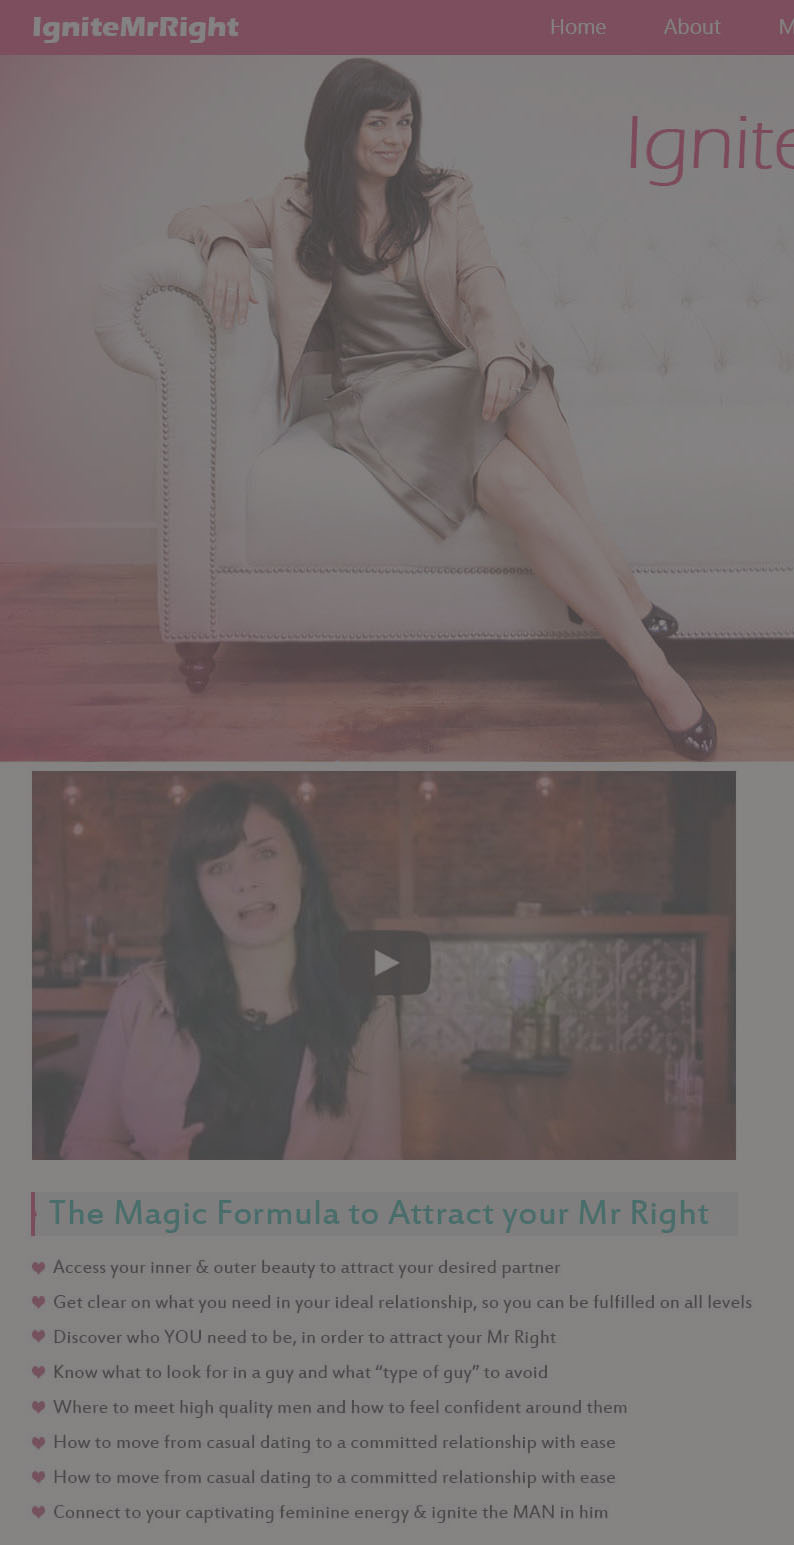 IgniteMrRight
Home About M
Ignite
The Magic Formula to Attract your Mr Right
Access your inner & outer beauty to attract your desired partner
Get clear on what you need in your ideal relationship, so you can be fulfilled on all levels
Discover who YOU need to be, in order to attract your Mr Right
Know what to look for in a guy and what “type of guy” to avoid
Where to meet high quality men and how to feel confident around them
How to move from casual dating to a committed relationship with ease
How to move from casual dating to a committed relationship with ease
Connect to your captivating feminine energy & ignite the MAN in him